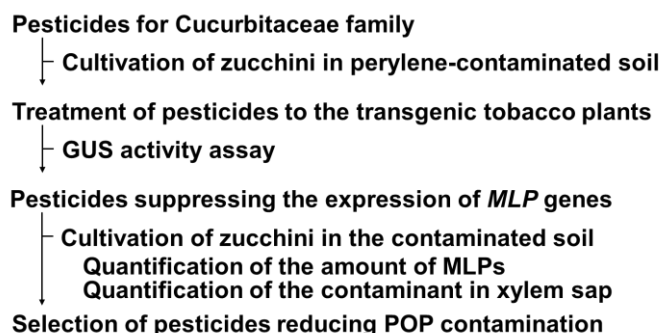 Pesticides for Cucurbitaceae family
Cultivation of zucchini in perylene-contaminated soil
Treatment of pesticides to the transgenic tobacco plants
GUS activity assay
Pesticides suppressing the expression of MLP genes
Cultivation of zucchini in the contaminated soil
Quantification of the amount of MLPs
Quantification of the contaminant in xylem sap
Selection of pesticides reducing POP contamination